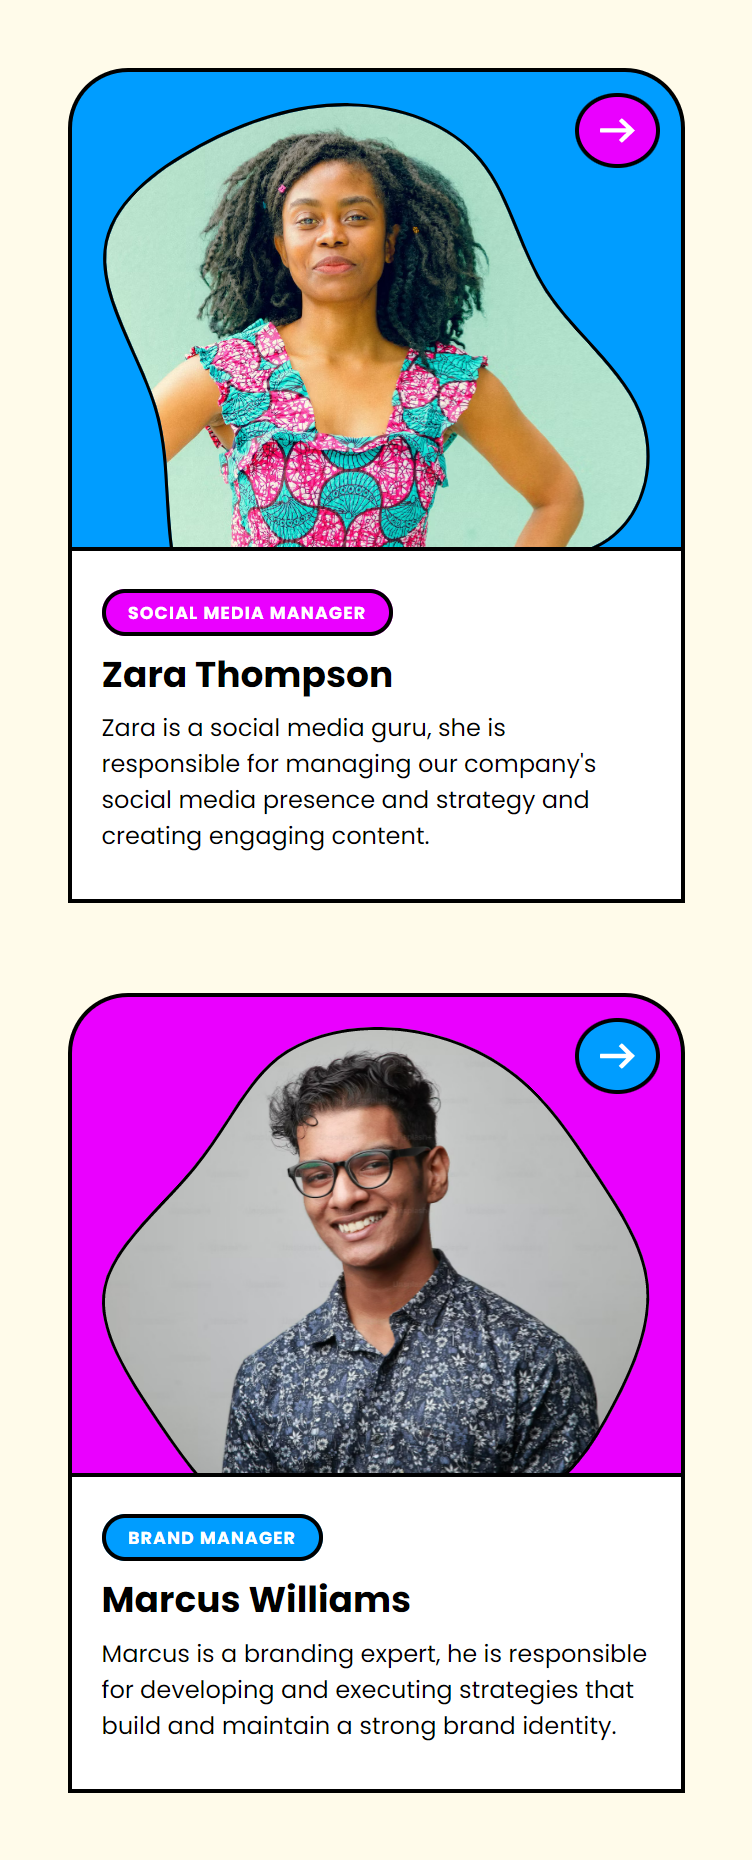 SOCIAL MEDIA MANAGER
Zara Thompson
Zara is a social media guru, she is
responsible for managing our company's
social media presence and strategy and
creating engaging content.
BRAND MANAGER
Marcus Williams
Marcus is a branding expert, he is responsible
for developing and executing strategies that
build and maintain a strong brand identity.